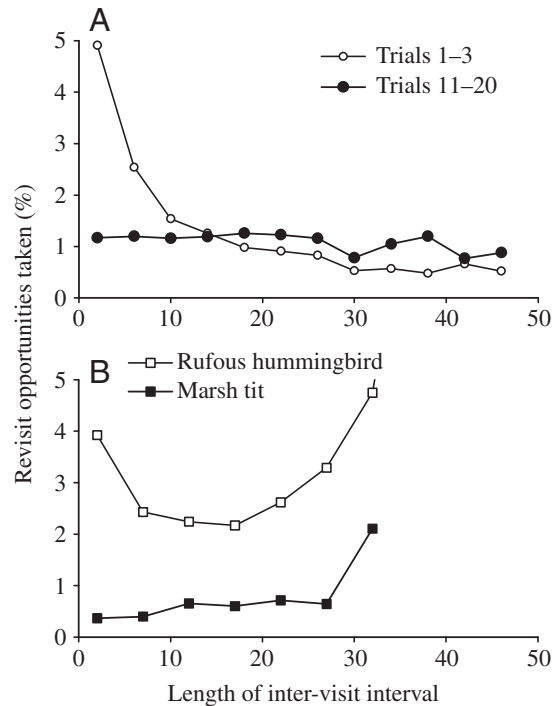 A
5
Trials 1–3
Trials 11–20
4
3
2
1
0
0 10 20 30 40 50
Revisit opportunities taken (%)
B
Rufous hummingbird
Marsh tit
5
4
3
2
1
0
0 10 20 30 40 50
Length of inter-visit interval